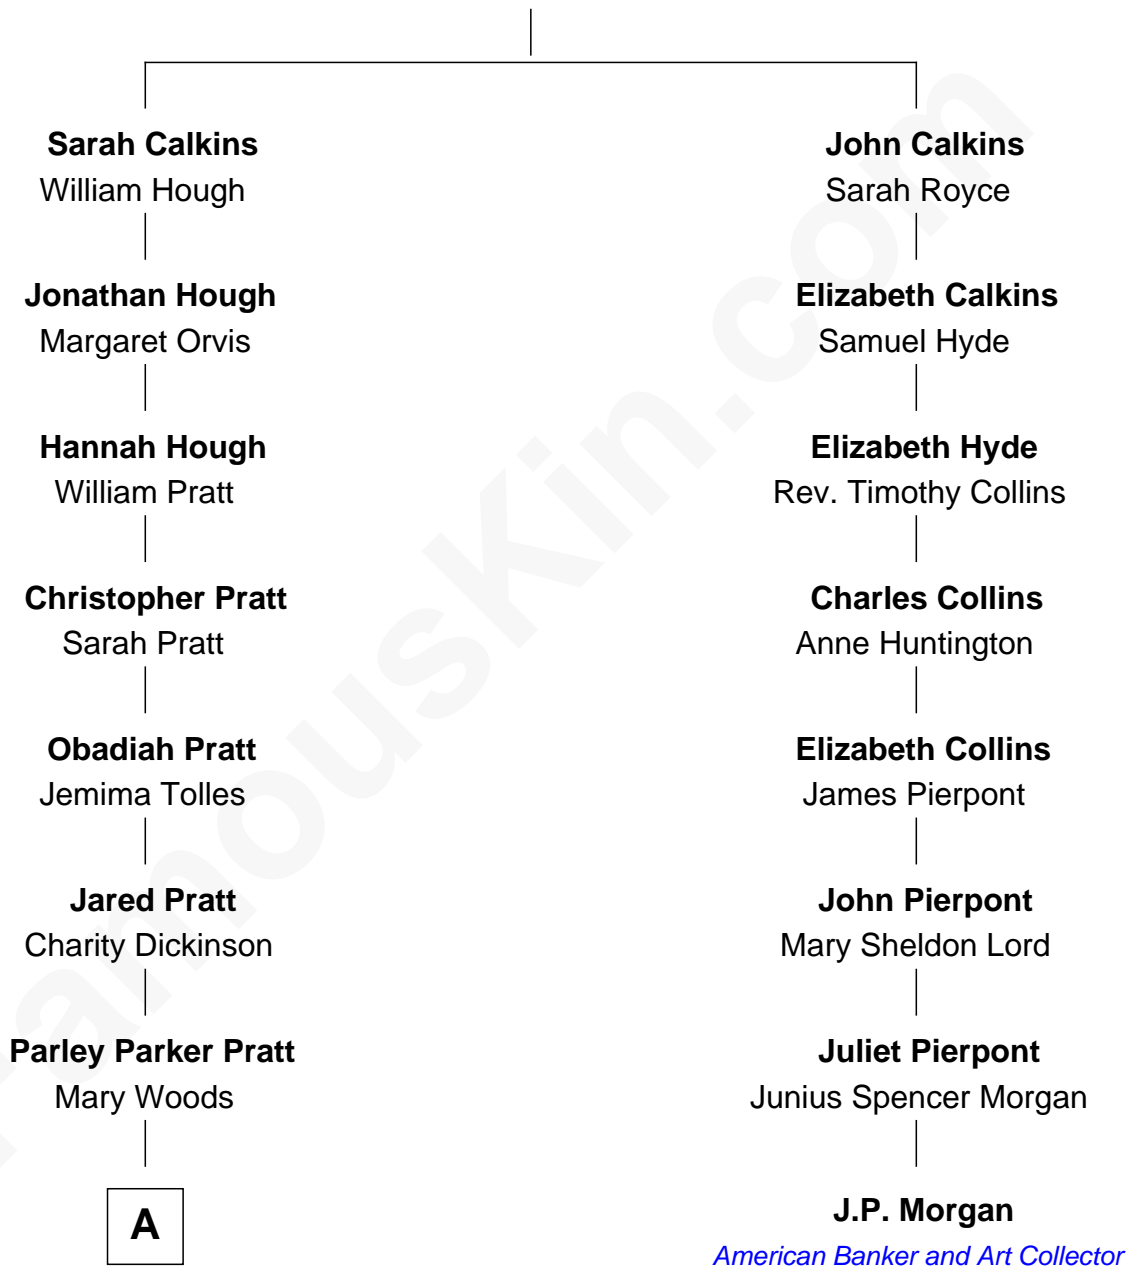 Sarah Calkins
William Hough
John Calkins
Sarah Royce
Jonathan Hough
Margaret Orvis
Elizabeth Calkins
Samuel Hyde
Hannah Hough
William Pratt
Elizabeth Hyde
Rev. Timothy Collins
Christopher Pratt
Sarah Pratt
Charles Collins
Anne Huntington
Obadiah Pratt
Jemima Tolles
Elizabeth Collins
James Pierpont
Jared Pratt
Charity Dickinson
John Pierpont
Mary Sheldon Lord
Parley Parker Pratt
Mary Woods
Juliet Pierpont
Junius Spencer Morgan
A
J.P. Morgan
American Banker and Art Collector
FamousKin.com